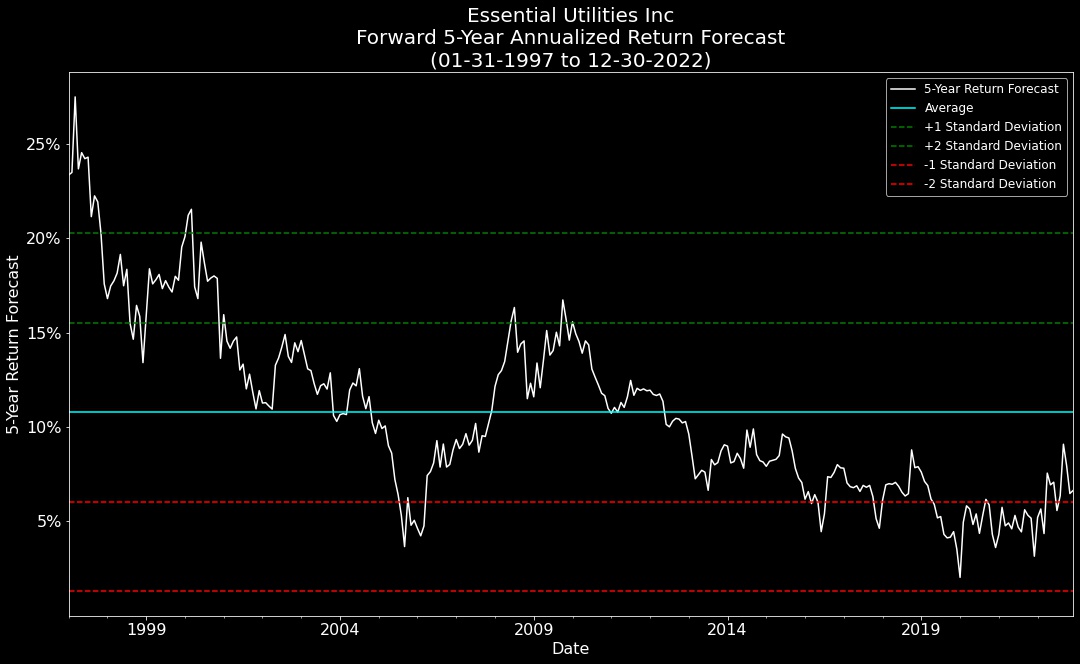 Essential Utilities Inc
Forward 5-Year Annualized Return Forecast
(01-31-1997 to 12-30-2022)
5-Year Return Forecast
Average
+1 Standard Deviation
+2 Standard Deviation
-1 Standard Deviation
-2 Standard Deviation
25%
20%
15%
10%
5%
5-Year Return Forecast
1999
2004
2009
2014
2019
Date